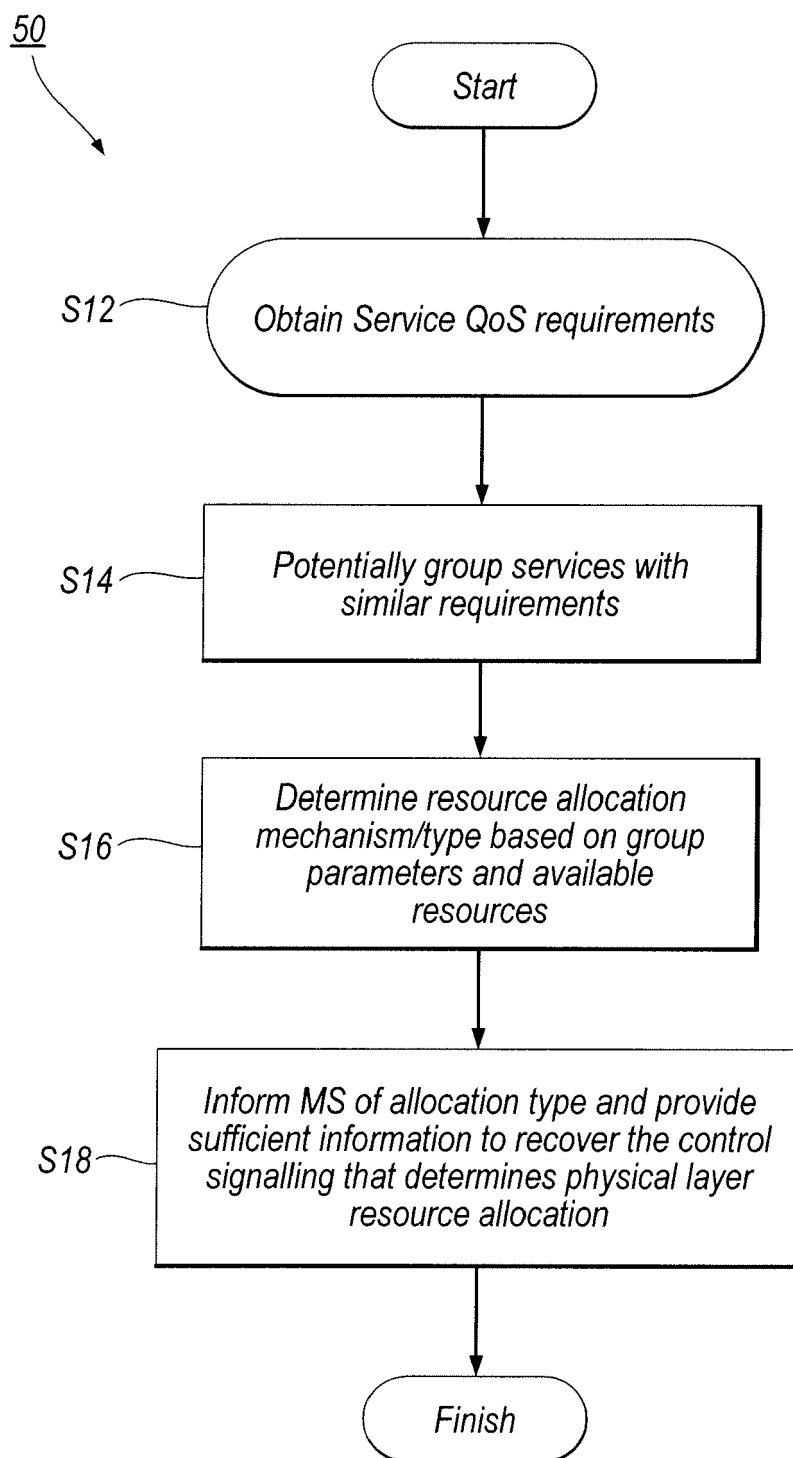 50
Start
S12
Obtain Service QoS requirements
S14
Potentially group services with
similar requirements
S16
Determine resource allocation
mechanism/type based on group
parameters and available
resources
S18
Inform MS of allocation type and provide
sufficient information to recover the control
signalling that determines physical layer
resource allocation
Finish